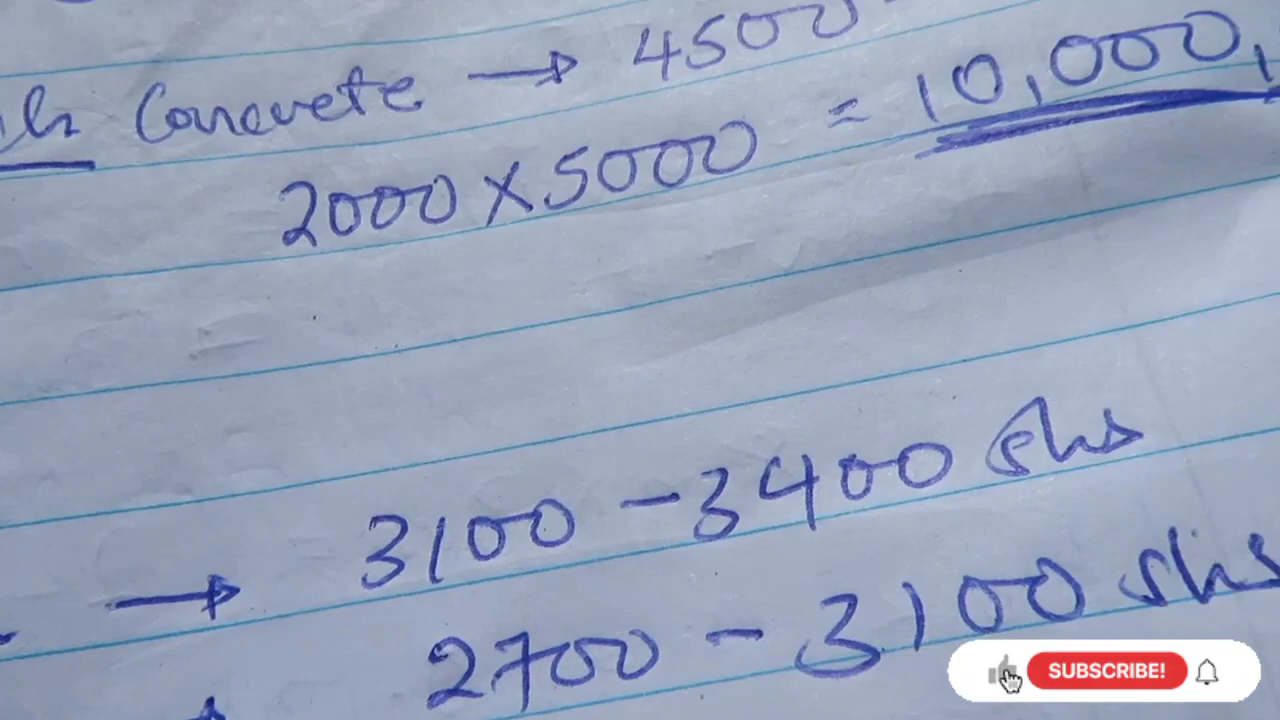 Concrete → 4500
2000 X 5000 = 10,000,
→ 3100 - 3400 shs
2700 - 3100 shs
SUBSCRIBE!